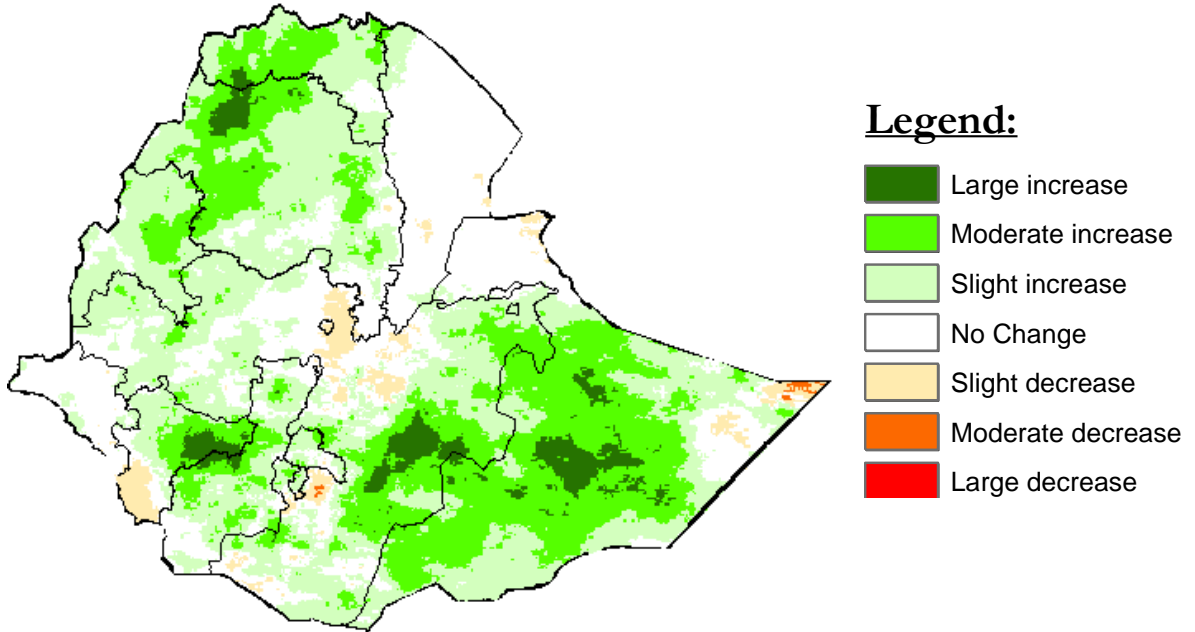 Legend:
Large increase
Moderate increase
Slight increase
No Change
Slight decrease
Moderate decrease
Large decrease